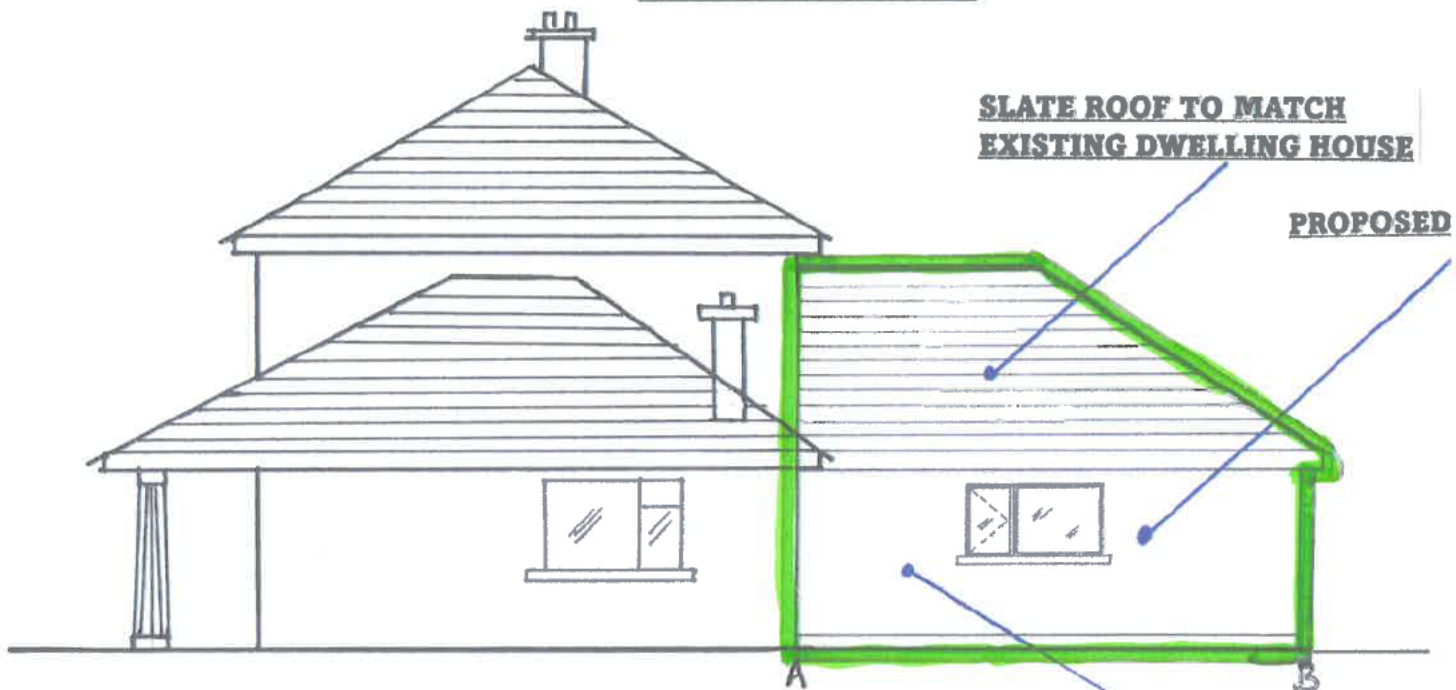 SLATE ROOF TO MATCH
EXISTING DWELLING HOUSE
PROPOSED
A
B